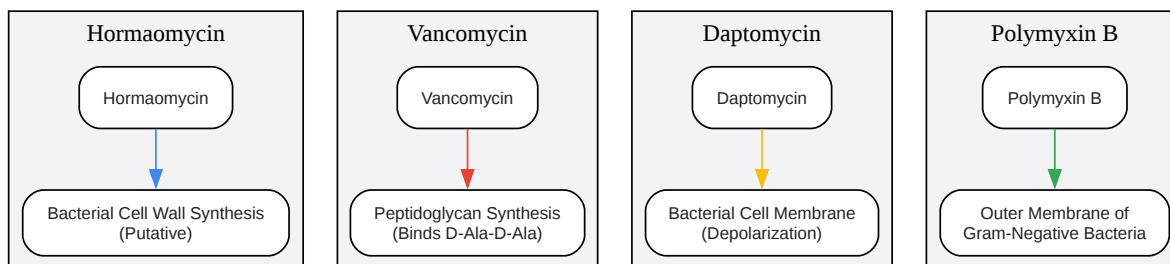 Hormaomycin
Hormaomycin
Bacterial Cell Wall Synthesis
(Putative)
Vancomycin
Vancomycin
Peptidoglycan Synthesis
(Binds D-Ala-D-Ala)
Daptomycin
Daptomycin
Bacterial Cell Membrane
(Depolarization)
Polymyxin B
Polymyxin B
Outer Membrane of
Gram-Negative Bacteria